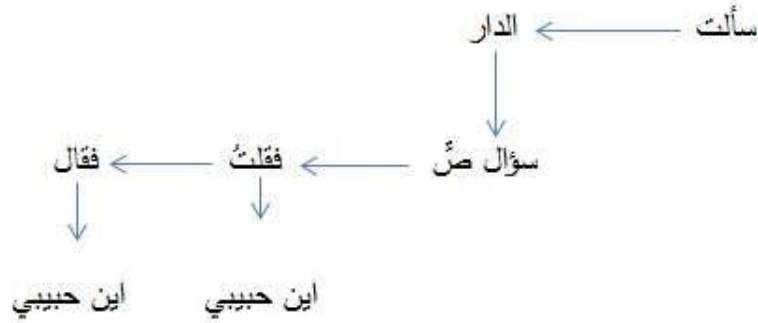 سألت الدار
سؤال صٌ فقلتُ فقال
اين حبيبي اين حبيبي